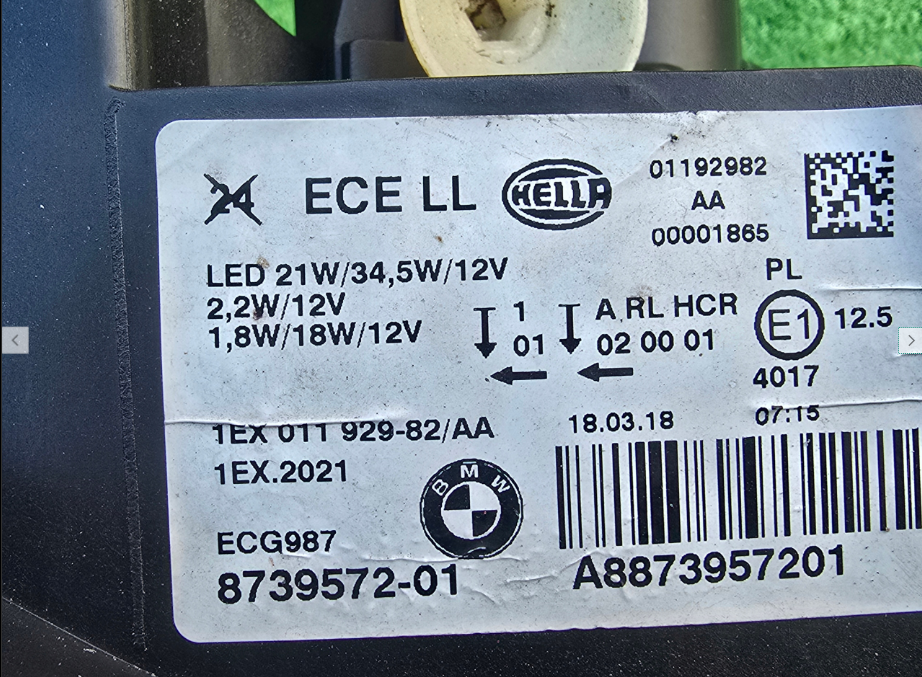 24 ECE LL HELLA
01192982
AA
00001865
LED 21W/34,5W/12V
2,2W/12V
1,8W/18W/12V
1
01
A RL HCR
02 00 01
PL
E1 12.5
4017
1EX 011 929-82/AA
18.03.18 07:15
1EX.2021
BMW
ECG987
8739572-01
A8873957201